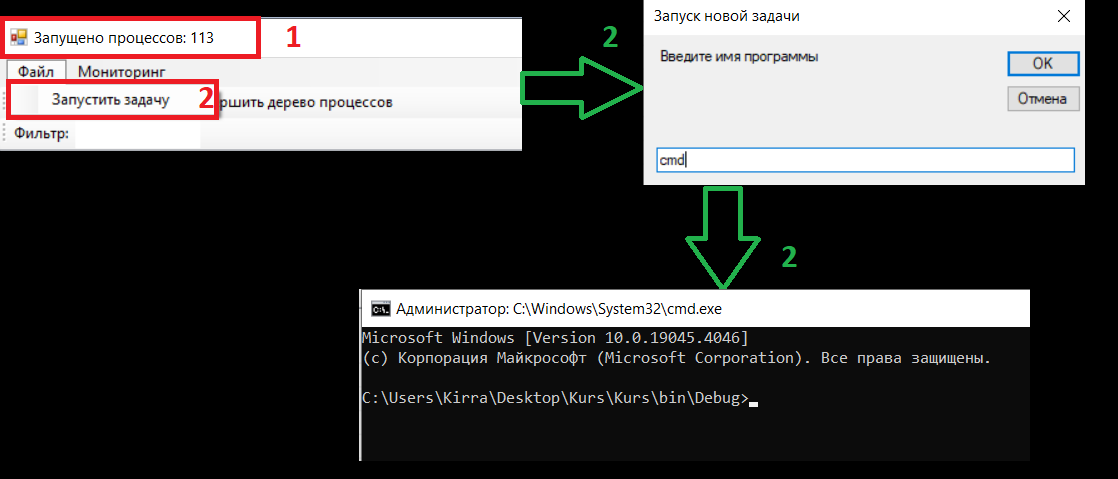 Запущено процессов: 113
1
Файл Мониторинг
Запустить задачу
2
ршить дерево процессов
Фильтр:
2
Запуск новой задачи
Введите имя программы
OK
Отмена
cmd
2
Администратор: C:\Windows\System32\cmd.exe
Microsoft Windows [Version 10.0.19045.4046]
(c) Корпорация Майкрософт (Microsoft Corporation). Все права защищены.
C:\Users\Kirra\Desktop\Kurs\Kurs\bin\Debug>